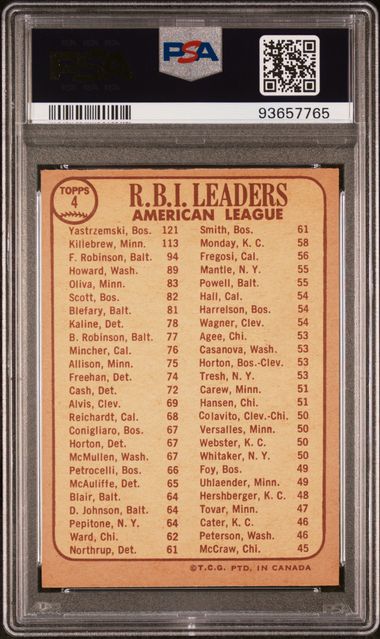 PSA
PSA
93657765
TOPPS
4
R.B.I. LEADERS
AMERICAN LEAGUE
Yastrzemski, Bos. 121
Killebrew, Minn. 113
F. Robinson, Balt. 94
Howard, Wash. 89
Oliva, Minn. 83
Scott, Bos. 82
Blefary, Balt. 81
Kaline, Det. 78
B. Robinson, Balt. 77
Mincher, Cal. 76
Allison, Minn. 75
Freehan, Det. 74
Cash, Det. 72
Alvis, Clev. 69
Reichardt, Cal. 68
Conigliaro, Bos. 67
Horton, Det. 67
McMullen, Wash. 67
Petrocelli, Bos. 66
McAuliffe, Det. 65
Blair, Balt. 64
D. Johnson, Balt. 64
Pepitone, N. Y. 64
Ward, Chi. 62
Northrup, Det. 61
Smith, Bos. 61
Monday, K. C. 58
Fregosi, Cal. 56
Mantle, N. Y. 55
Powell, Balt. 55
Hall, Cal. 54
Harrelson, Bos. 54
Wagner, Clev. 54
Agee, Chi. 53
Casanova, Wash. 53
Horton, Bos.-Clev. 53
Tresh, N. Y. 53
Carew, Minn. 51
Hansen, Chi. 51
Colavito, Clev.-Chi. 50
Versalles, Minn. 50
Webster, K. C. 50
Whitaker, N. Y. 50
Foy, Bos. 49
Uhlaender, Minn. 49
Hershberger, K. C. 48
Tovar, Minn. 47
Cater, K. C. 46
Peterson, Wash. 46
McCraw, Chi. 45
©T.C.G. PTD. IN CANADA